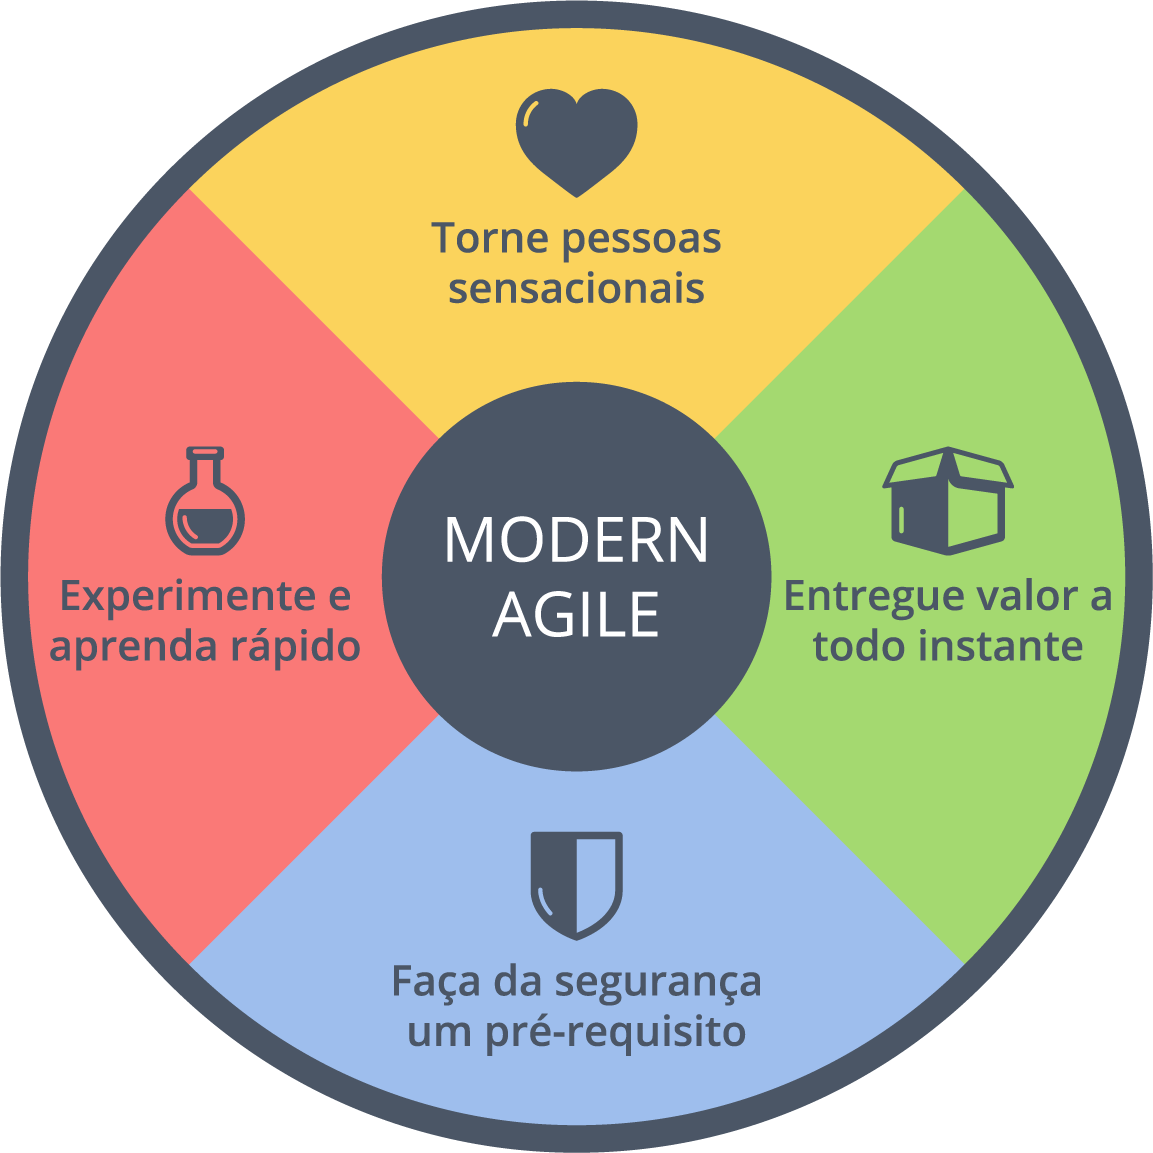 Torne pessoas
sensacionais
Experimente e
aprenda rápido
MODERN
AGILE
Entregue valor a
todo instante
Faça da segurança
um pré-requisito